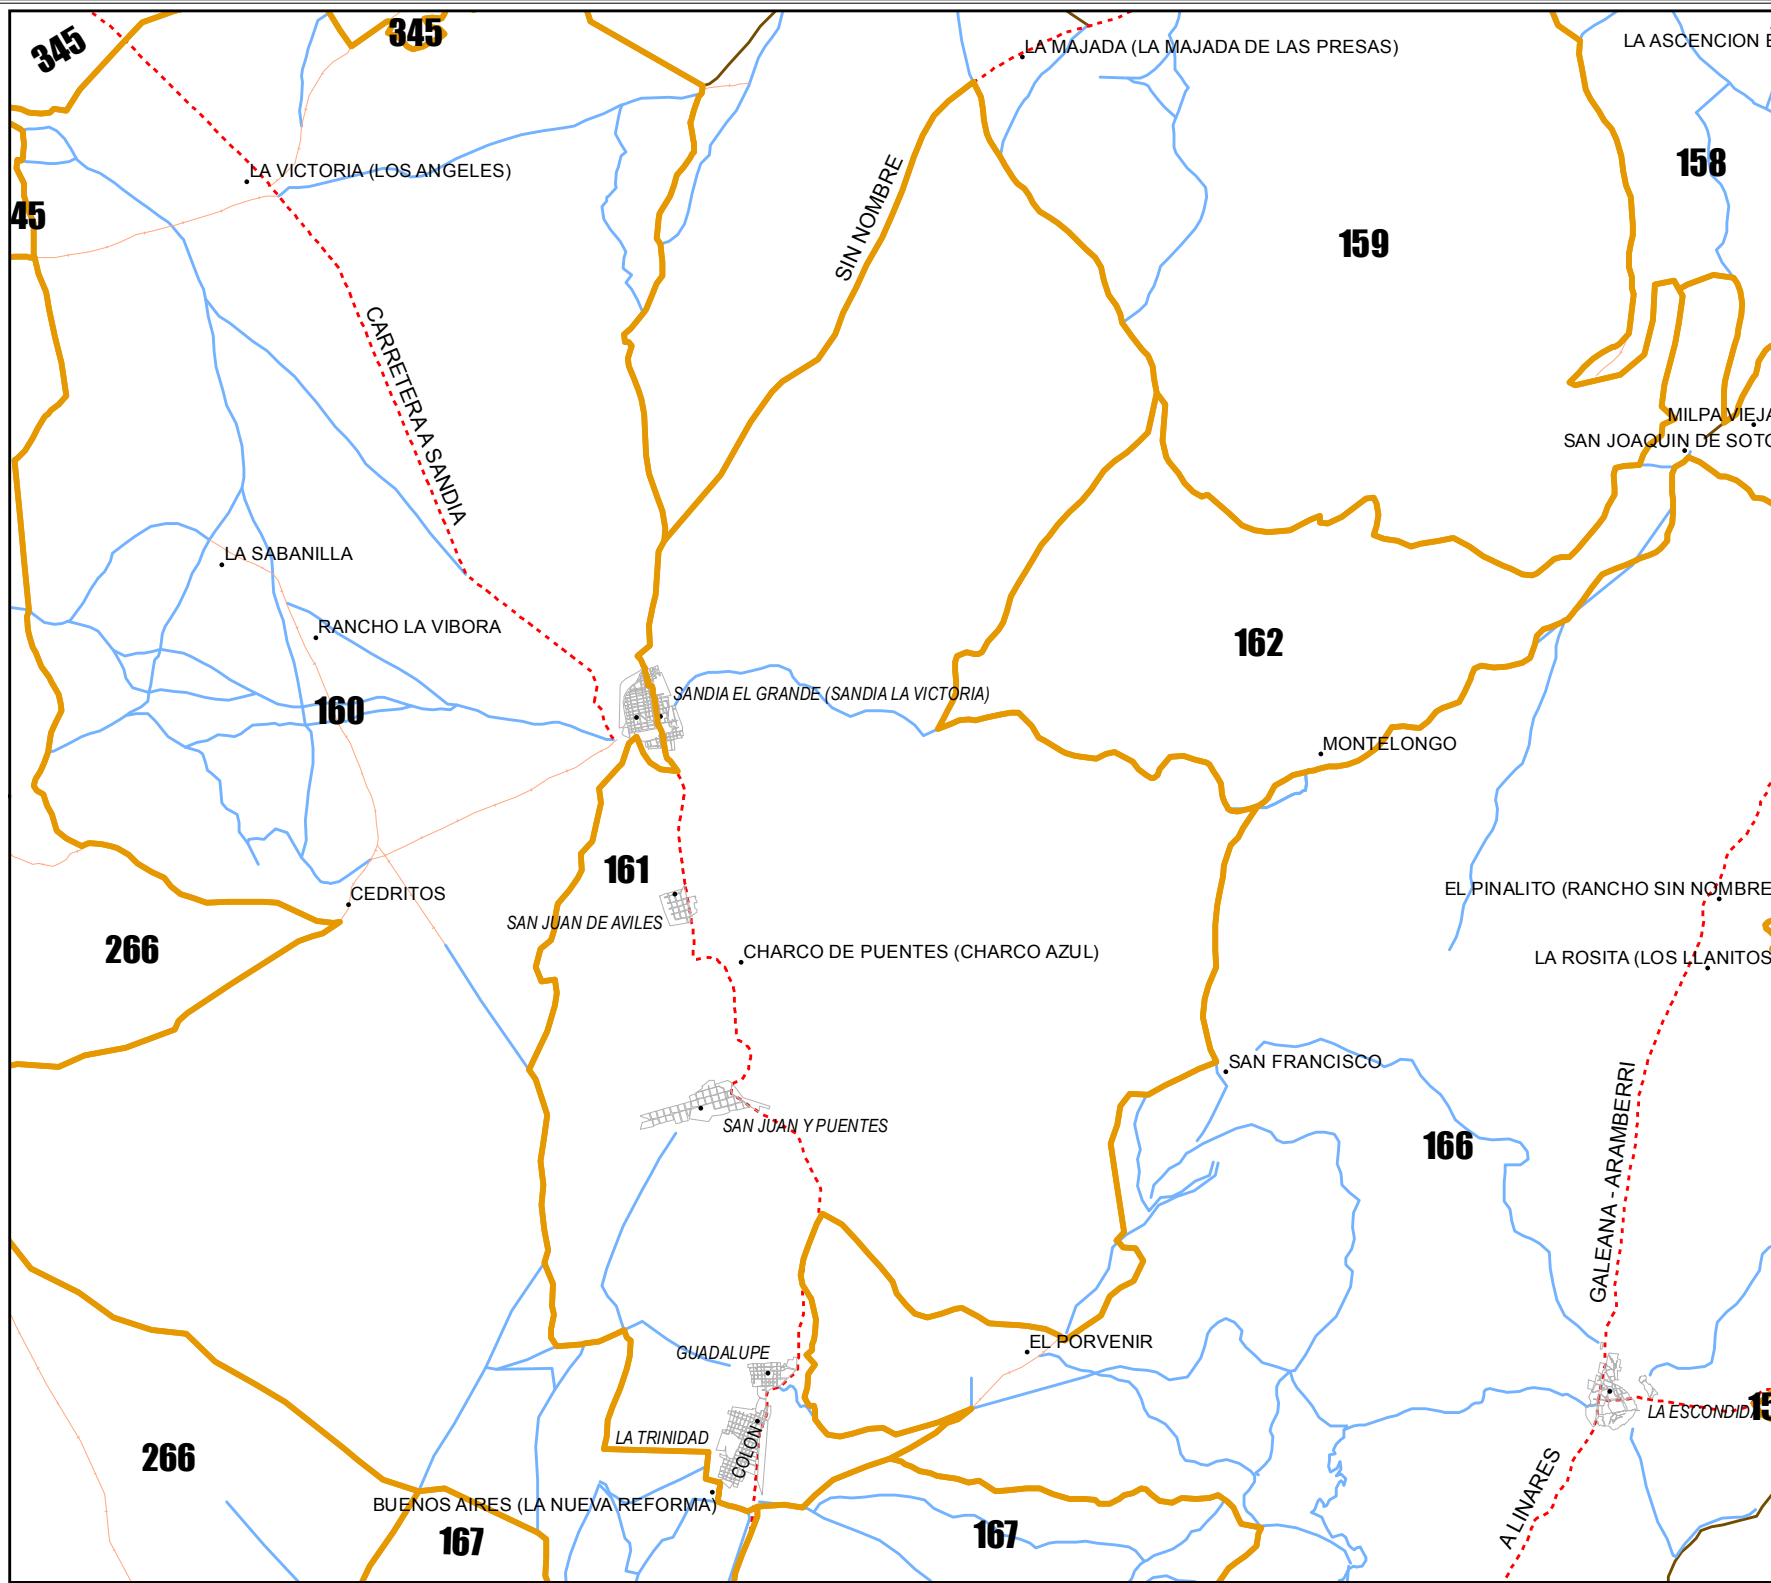 345
345
LA MAJADA (LA MAJADA DE LAS PRESAS)
LA ASCENCION
158
LA VICTORIA (LOS ANGELES)
45
SIN NOMBRE
159
CARRETERA A SANDIA
MILPA VIEJA
SAN JOAQUIN DE SOTO
LA SABANILLA
RANCHO LA VIBORA
162
SANDIA EL GRANDE (SANDIA LA VICTORIA)
160
MONTELONGO
161
CEDRITOS
EL PINALITO (RANCHO SIN NOMBRE
SAN JUAN DE AVILES
266
CHARCO DE PUENTES (CHARCO AZUL)
LA ROSITA (LOS LLANITOS
SAN FRANCISCO
SAN JUAN Y PUENTES
166
GALEANA - ARAMBERRI
EL PORVENIR
GUADALUPE
LA ESCONDIDA
15
LA TRINIDAD
COLON
266
A LINARES
BUENOS AIRES (LA NUEVA REFORMA)
167
167